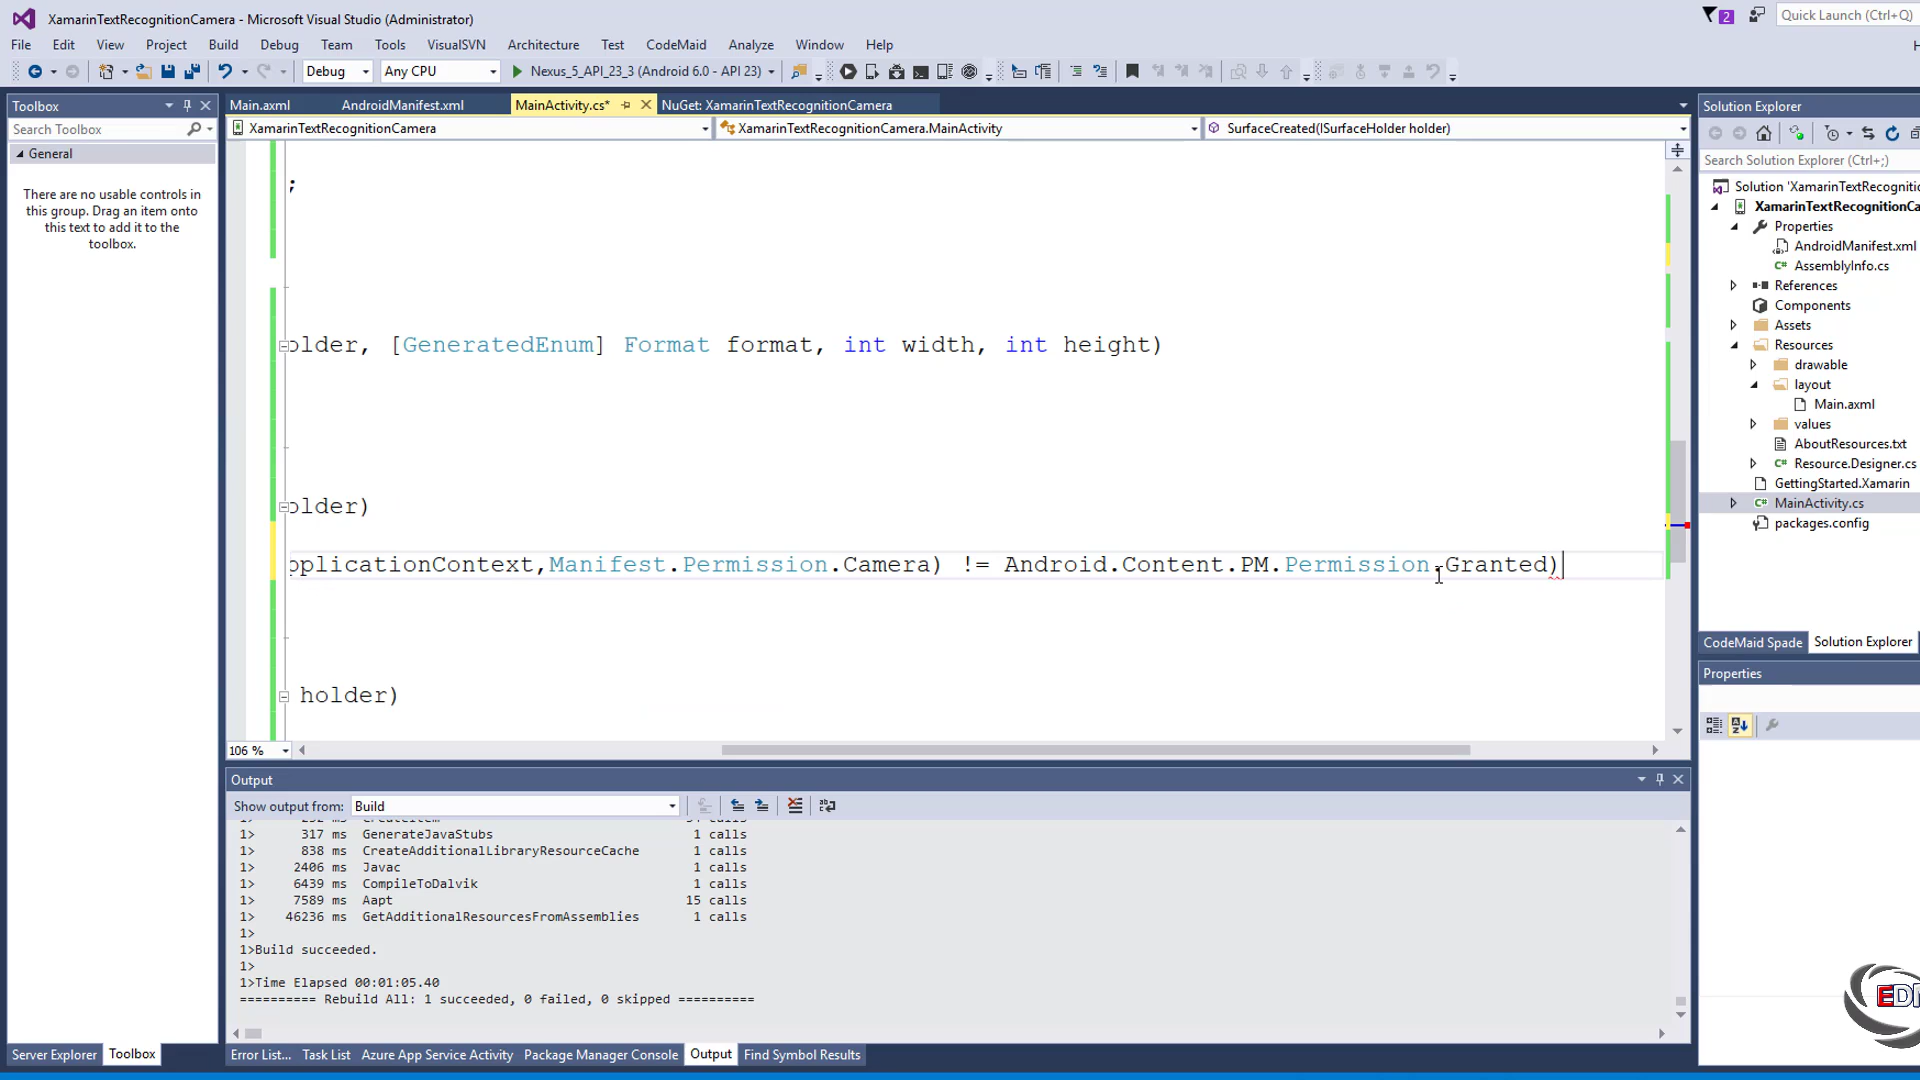 XamarinTextRecognitionCamera - Microsoft Visual Studio (Administrator)
2
Quick Launch (Ctrl+Q)
File Edit View Project Build Debug Team Tools VisualSVN Architecture Test CodeMaid Analyze Window Help
Debug Any CPU Nexus_5_API_23_3 (Android 6.0 - API 23)
Toolbox
Main.axml AndroidManifest.xml MainActivity.cs* NuGet: XamarinTextRecognitionCamera
Solution Explorer
Search Toolbox
XamarinTextRecognitionCamera XamarinTextRecognitionCamera.MainActivity SurfaceCreated(ISurfaceHolder holder)
General
There are no usable controls in
this group. Drag an item onto
this text to add it to the
toolbox.
;
older, [GeneratedEnum] Format format, int width, int height)
older)
pplicationContext,Manifest.Permission.Camera) != Android.Content.PM.Permission.Granted)
holder)
106 %
Search Solution Explorer (Ctrl+;)
Solution 'XamarinTextRecogniti
XamarinTextRecognitionCa
Properties
AndroidManifest.xml
AssemblyInfo.cs
References
Components
Assets
Resources
drawable
layout
Main.axml
values
AboutResources.txt
Resource.Designer.cs
GettingStarted.Xamarin
MainActivity.cs
packages.config
CodeMaid Spade Solution Explorer
Properties
Output
Show output from: Build
1> 317 ms GenerateJavaStubs 1 calls
1> 838 ms CreateAdditionalLibraryResourceCache 1 calls
1> 2406 ms Javac 1 calls
1> 6439 ms CompileToDalvik 1 calls
1> 7589 ms Aapt 15 calls
1> 46236 ms GetAdditionalResourcesFromAssemblies 1 calls
1>
1>Build succeeded.
1>
1>Time Elapsed 00:01:05.40
========== Rebuild All: 1 succeeded, 0 failed, 0 skipped ==========
Server Explorer Toolbox
Error List... Task List Azure App Service Activity Package Manager Console Output Find Symbol Results